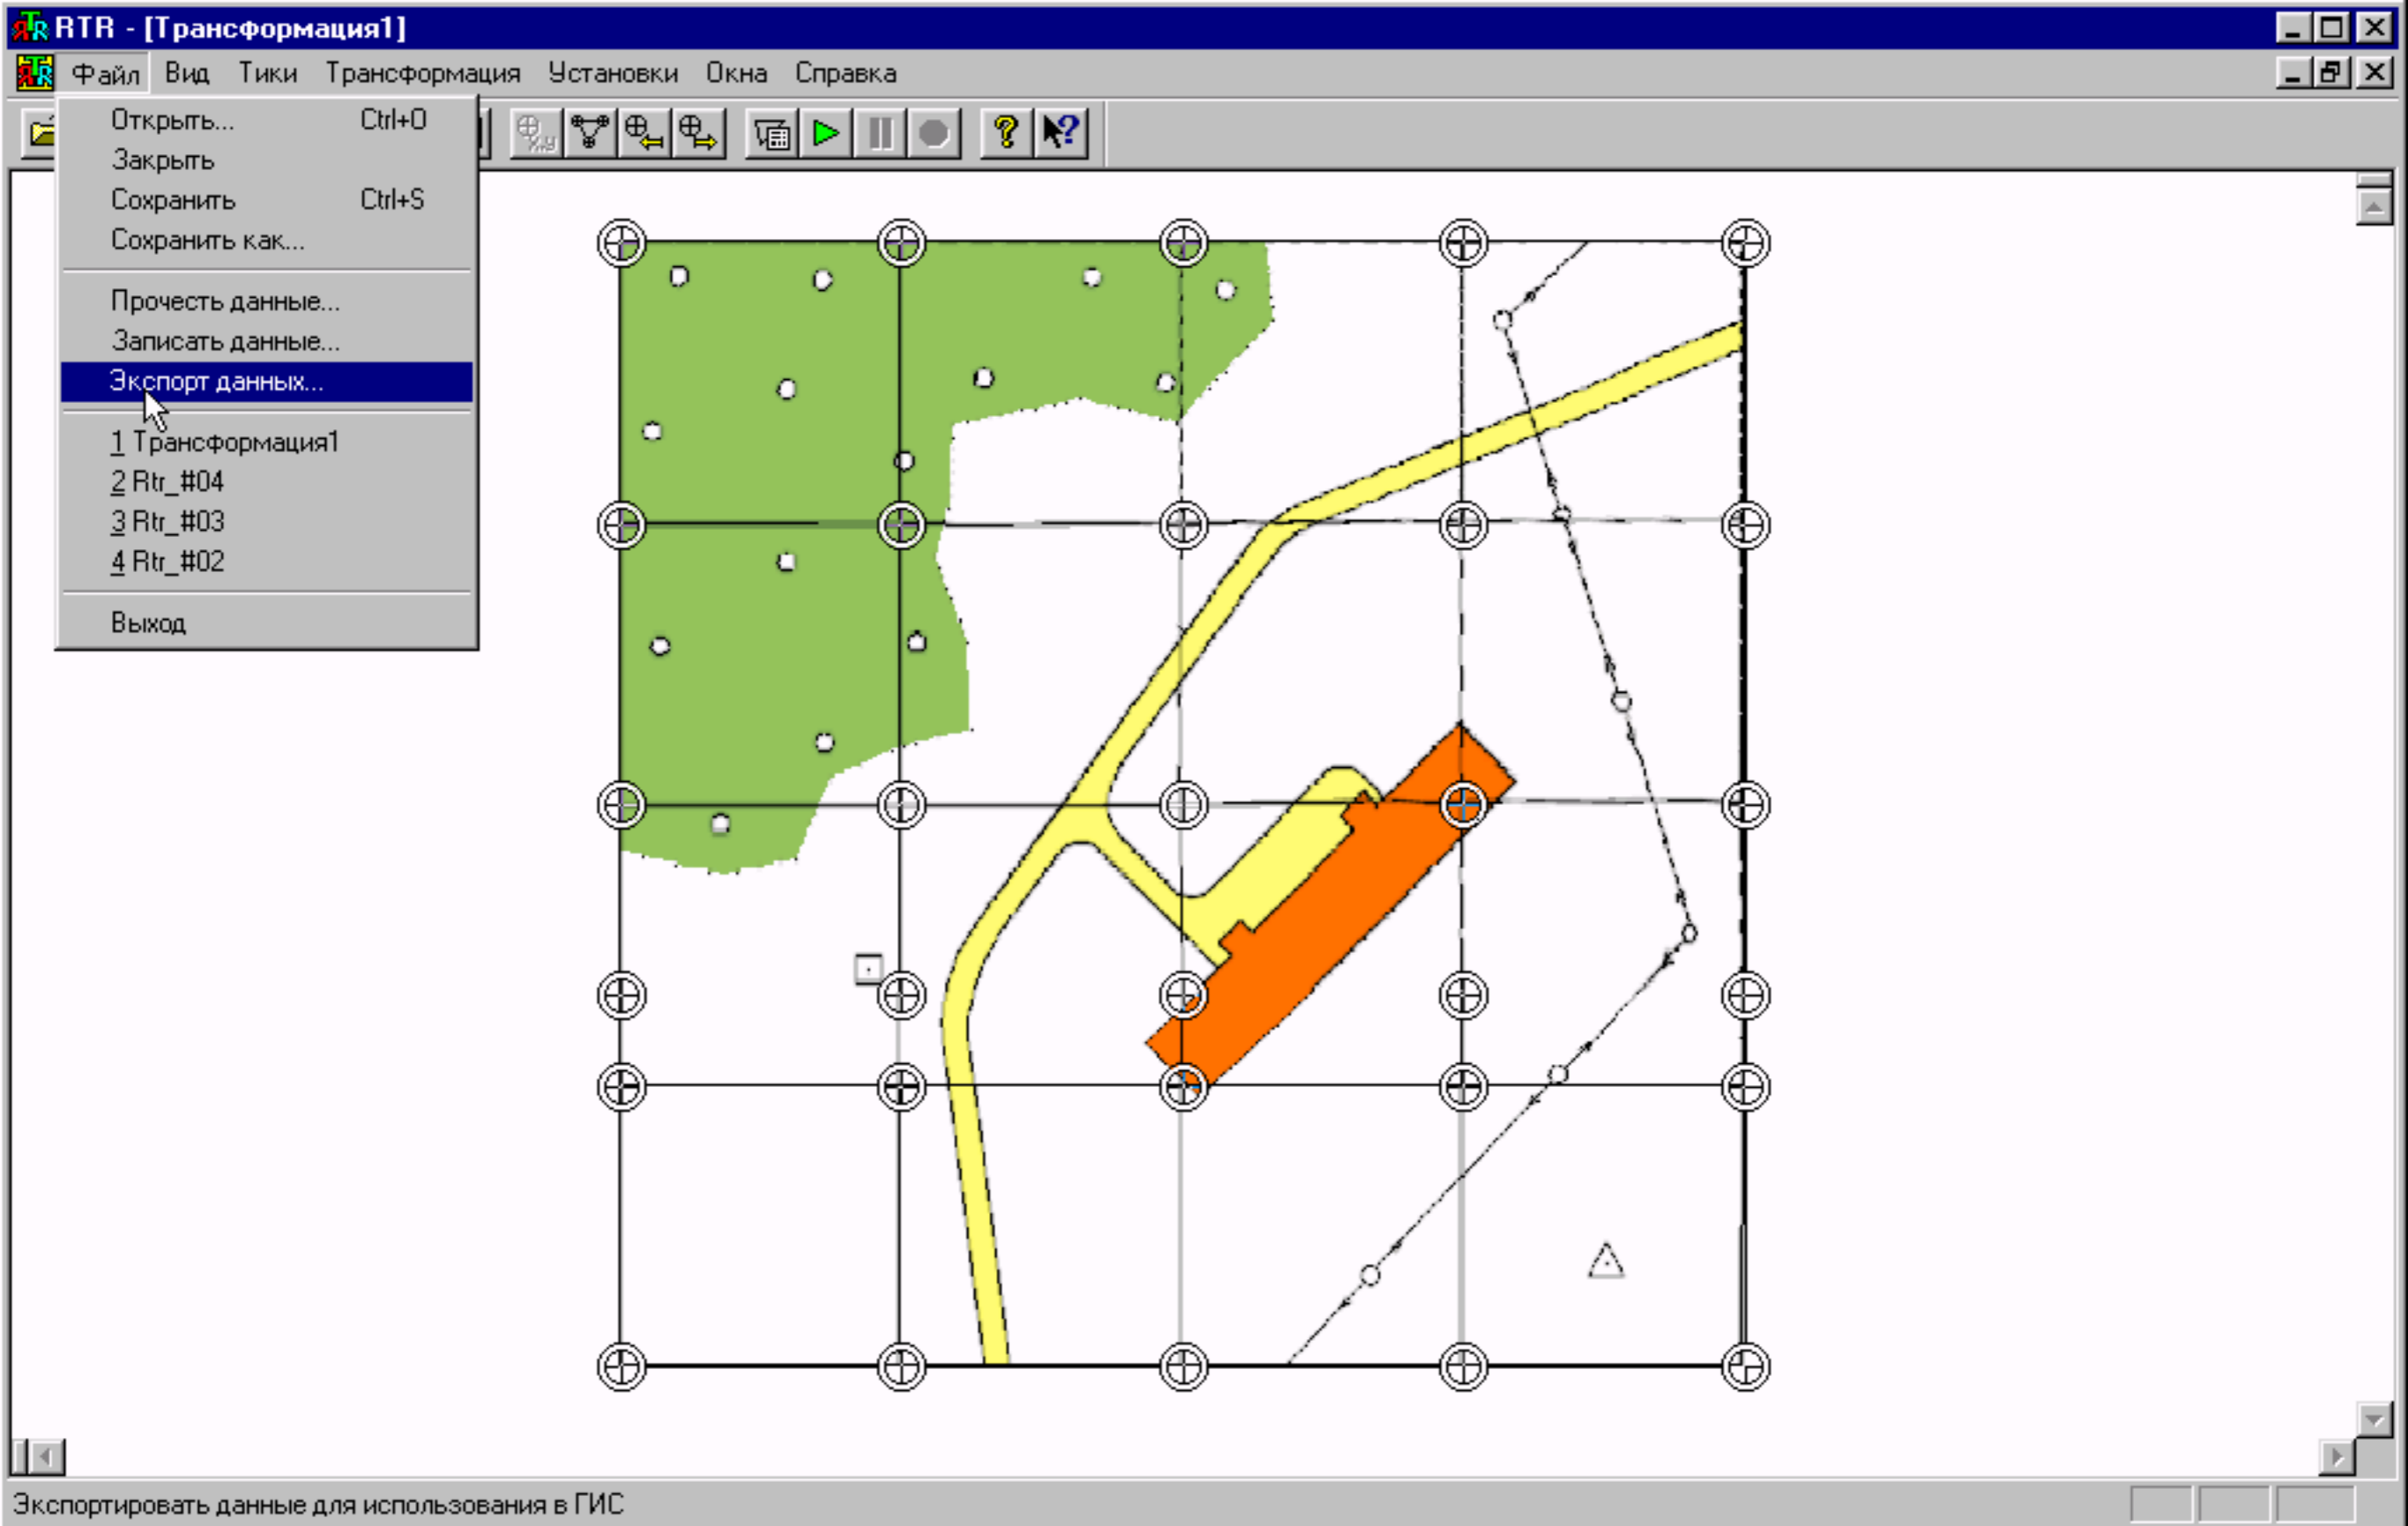 RTR - [Трансформация1]
Файл Вид Тики Трансформация Установки Окна Справка
Открыть... Ctrl+O
Закрыть
Сохранить Ctrl+S
Сохранить как...
Прочесть данные...
Записать данные...
Экспорт данных...
1 Трансформация1
2 Rtr_#04
3 Rtr_#03
4 Rtr_#02
Выход
Экспортировать данные для использования в ГИС